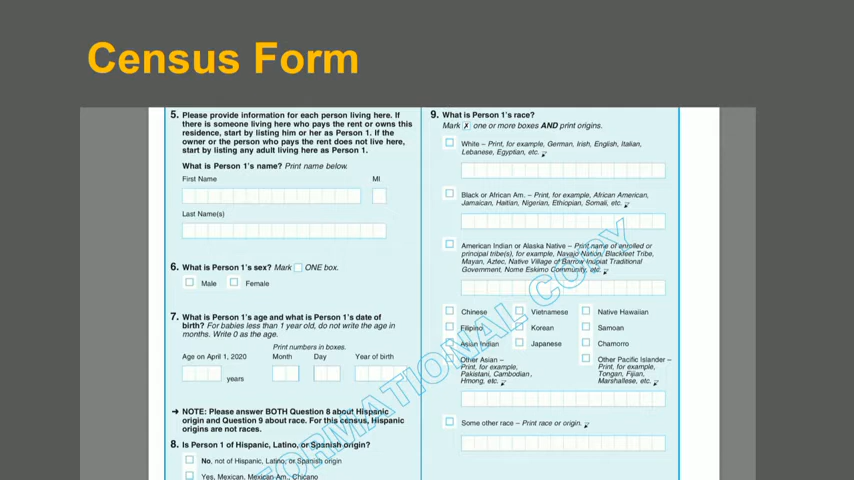 Census Form
5. Please provide information for each person living here. If
there is someone living here who pays the rent or owns this
residence, start by listing him or her as Person 1. If the
owner or the person who pays the rent does not live here,
start by listing any adult living here as Person 1.
What is Person 1's name? Print name below.
First Name MI
Last Name(s)
6. What is Person 1's sex? Mark ONE box.
Male Female
7. What is Person 1's age and what is Person 1's date of
birth? For babies less than 1 year old, do not write the age in
months. Write 0 as the age.
Print numbers in boxes.
Age on April 1, 2020 Month Day Year of birth
years
➔ NOTE: Please answer BOTH Question 8 about Hispanic
origin and Question 9 about race. For this census, Hispanic
origins are not races.
8. Is Person 1 of Hispanic, Latino, or Spanish origin?
No, not of Hispanic, Latino, or Spanish origin
Yes, Mexican, Mexican Am., Chicano
9. What is Person 1's race?
Mark X one or more boxes AND print origins.
White – Print, for example, German, Irish, English, Italian,
Lebanese, Egyptian, etc.
Black or African Am. – Print, for example, African American,
Jamaican, Haitian, Nigerian, Ethiopian, Somali, etc.
American Indian or Alaska Native – Print name of enrolled or
principal tribe(s), for example, Navajo Nation, Blackfeet Tribe,
Mayan, Aztec, Native Village of Barrow Inupiat Traditional
Government, Nome Eskimo Community, etc.
Chinese Vietnamese Native Hawaiian
Filipino Korean Samoan
Asian Indian Japanese Chamorro
Other Asian –
Print, for example,
Pakistani, Cambodian,
Hmong, etc.
Other Pacific Islander –
Print, for example,
Tongan, Fijian,
Marshallese, etc.
Some other race – Print race or origin.
FORMATIONAL COPY